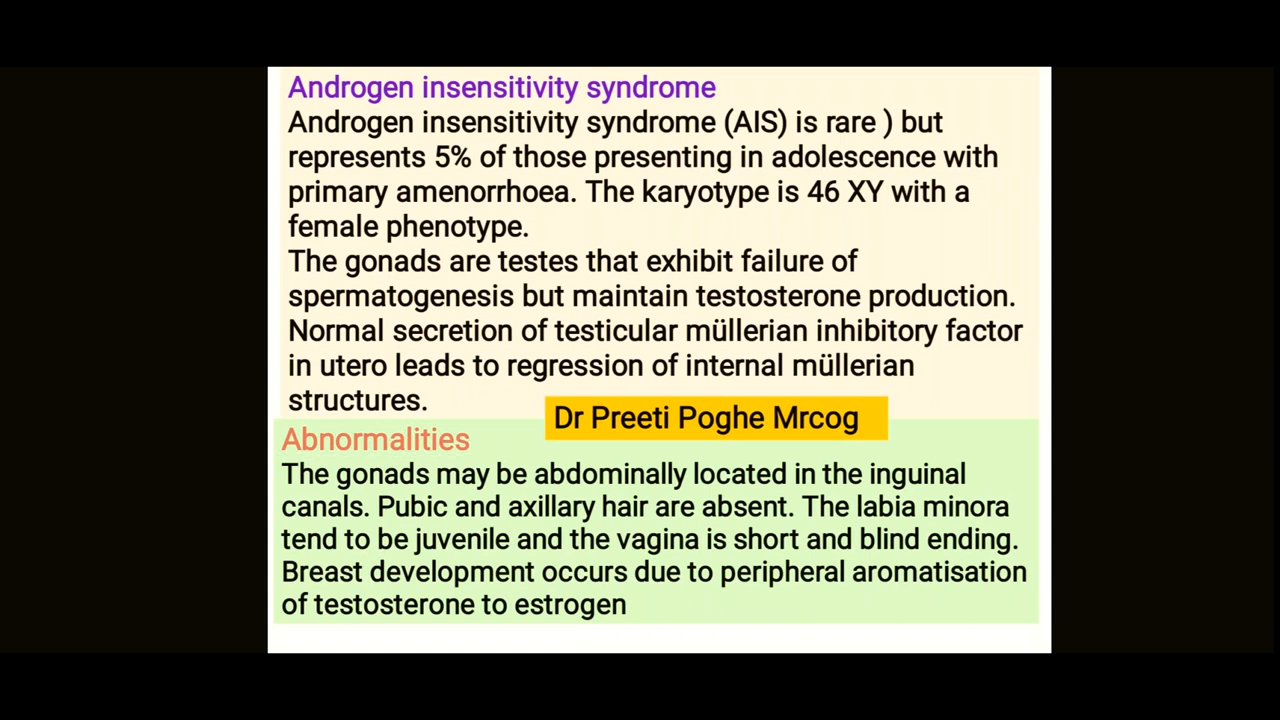 Androgen insensitivity syndrome
Androgen insensitivity syndrome (AIS) is rare ) but
represents 5% of those presenting in adolescence with
primary amenorrhoea. The karyotype is 46 XY with a
female phenotype.
The gonads are testes that exhibit failure of
spermatogenesis but maintain testosterone production.
Normal secretion of testicular müllerian inhibitory factor
in utero leads to regression of internal müllerian
structures.
Dr Preeti Poghe Mrcog
Abnormalities
The gonads may be abdominally located in the inguinal
canals. Pubic and axillary hair are absent. The labia minora
tend to be juvenile and the vagina is short and blind ending.
Breast development occurs due to peripheral aromatisation
of testosterone to estrogen